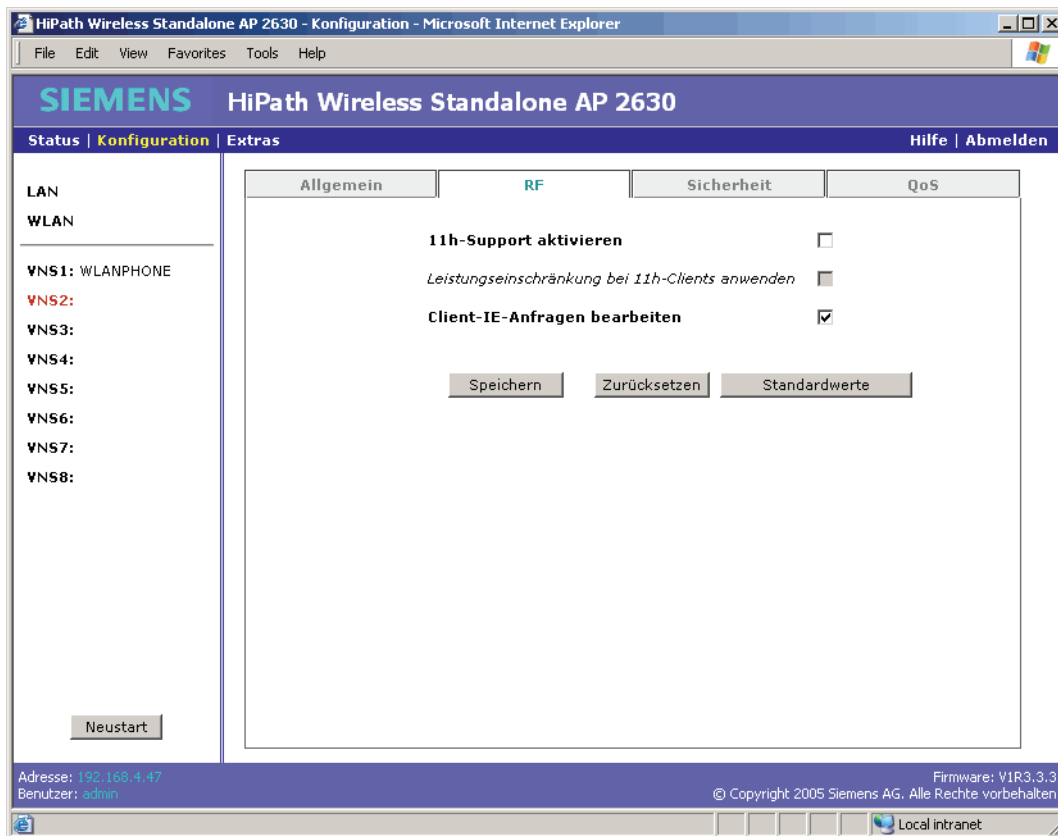 HiPath Wireless Standalone AP 2630 - Konfiguration - Microsoft Internet Explorer
File Edit View Favorites Tools Help
SIEMENS HiPath Wireless Standalone AP 2630
Status | Konfiguration | Extras Hilfe | Abmelden
LAN
WLAN
VNS1: WLANPHONE
VNS2:
VNS3:
VNS4:
VNS5:
VNS6:
VNS7:
VNS8:
Neustart
Allgemein RF Sicherheit QoS
11h-Support aktivieren
Leistungseinschränkung bei 11h-Clients anwenden
Client-IE-Anfragen bearbeiten
Speichern Zurücksetzen Standardwerte
Adresse: 192.168.4.47 Firmware: V1R3.3.3
Benutzer: admin © Copyright 2005 Siemens AG. Alle Rechte vorbehalten
Local intranet